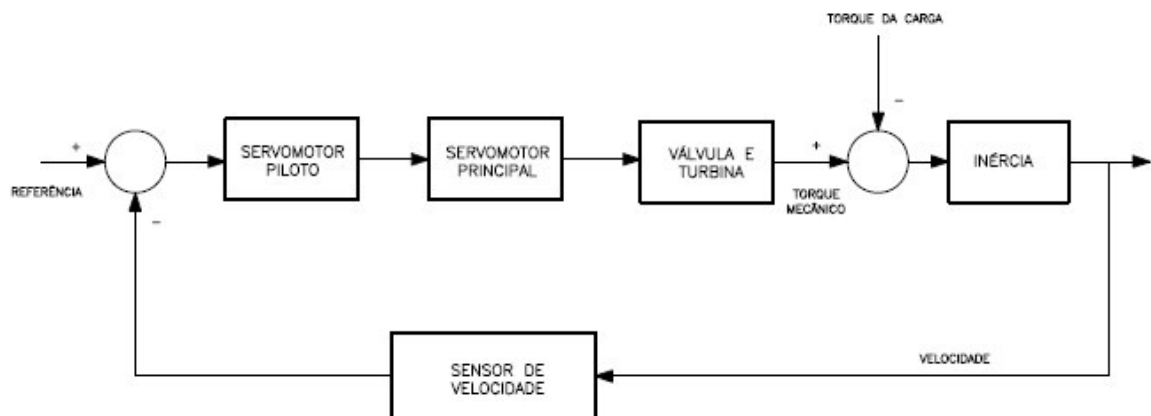 TORQUE DA CARGA
−
+
REFERÊNCIA
−
SERVOMOTOR
PILOTO
SERVOMOTOR
PRINCIPAL
VÁLVULA E
TURBINA
+
TORQUE
MECÂNICO
INÉRCIA
VELOCIDADE
SENSOR DE
VELOCIDADE